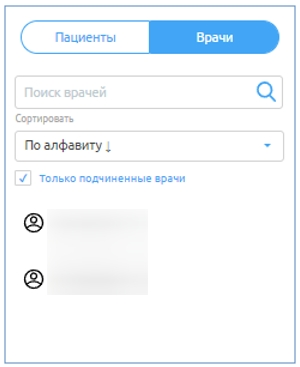 Пациенты Врачи
Поиск врачей
Сортировать
По алфавиту ↓
Только подчиненные врачи